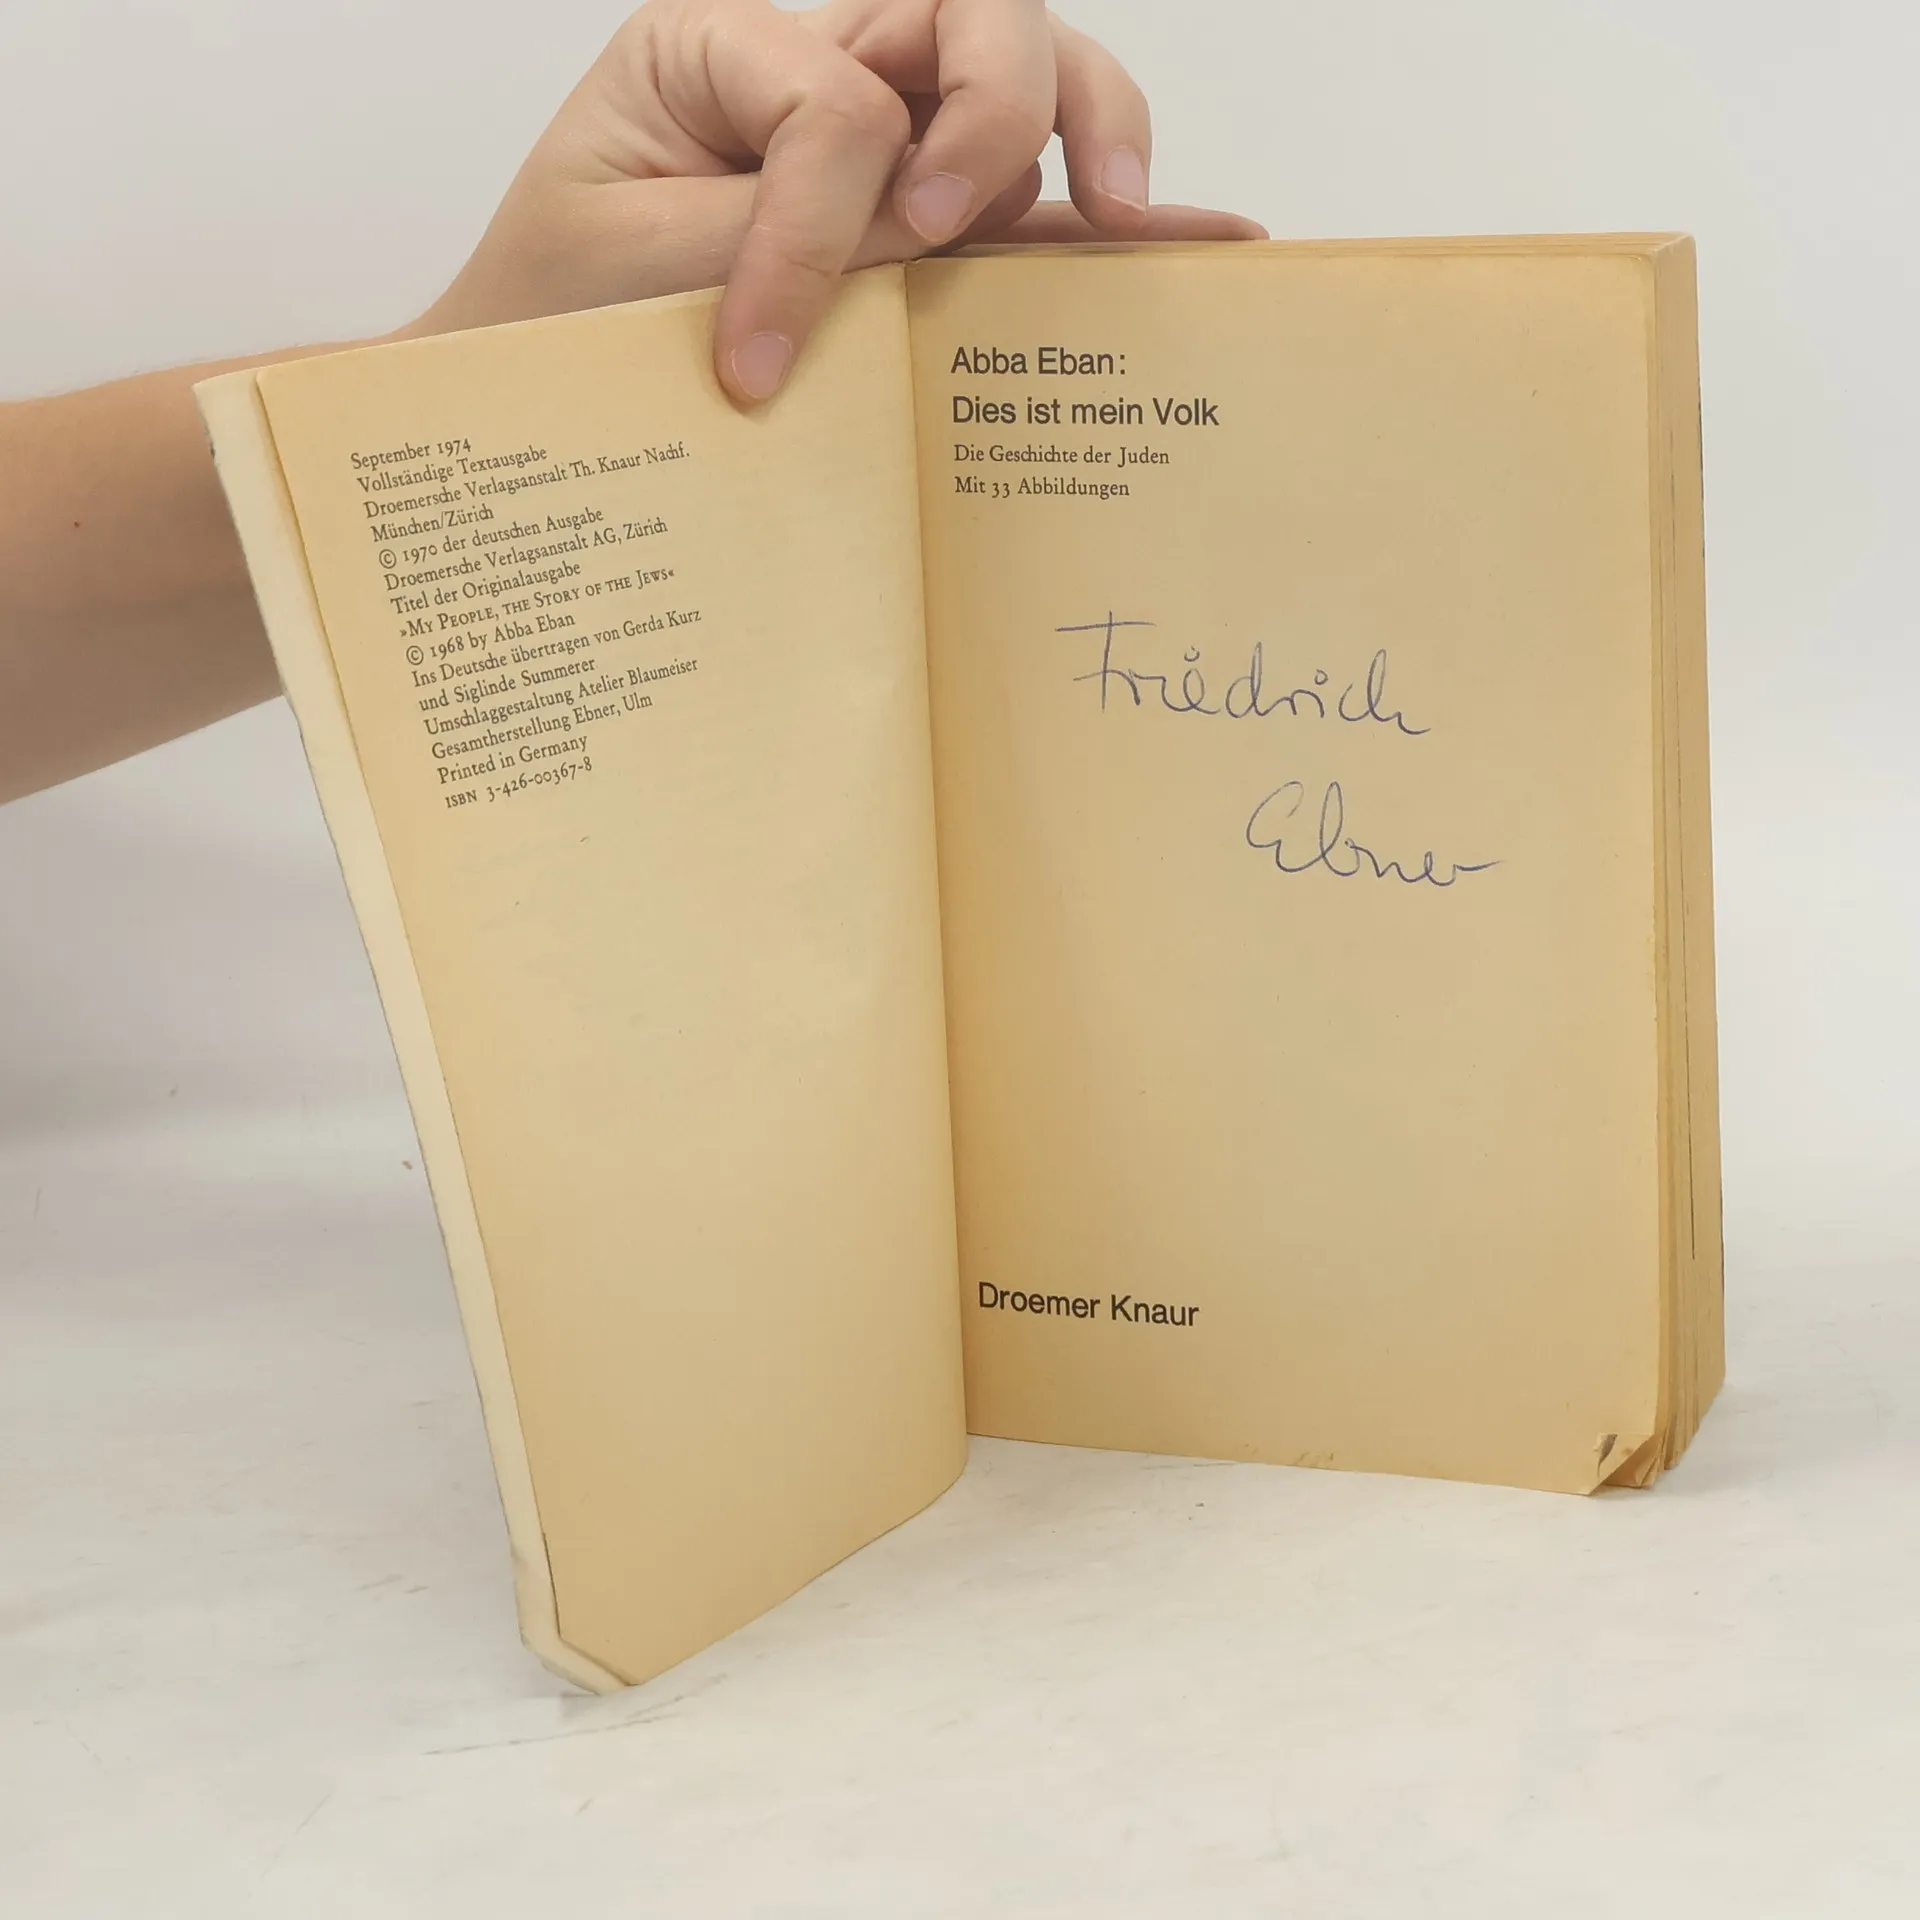 September 1974
Vollständige Textausgabe
Droemersche Verlagsanstalt Th. Knaur Nachf.
München/Zürich
© 1970 der deutschen Ausgabe
Droemersche Verlagsanstalt AG, Zürich
Titel der Originalausgabe
»My People, the Story of the Jews«
© 1968 by Abba Eban
Ins Deutsche übertragen von Gerda Kurz
und Siglinde Summerer
Umschlaggestaltung Atelier Blaumeiser
Gesamtherstellung Ebner, Ulm
Printed in Germany
ISBN 3-426-00367-8
Abba Eban:
Dies ist mein Volk
Die Geschichte der Juden
Mit 33 Abbildungen
Friedrich
Ebner
Droemer Knaur